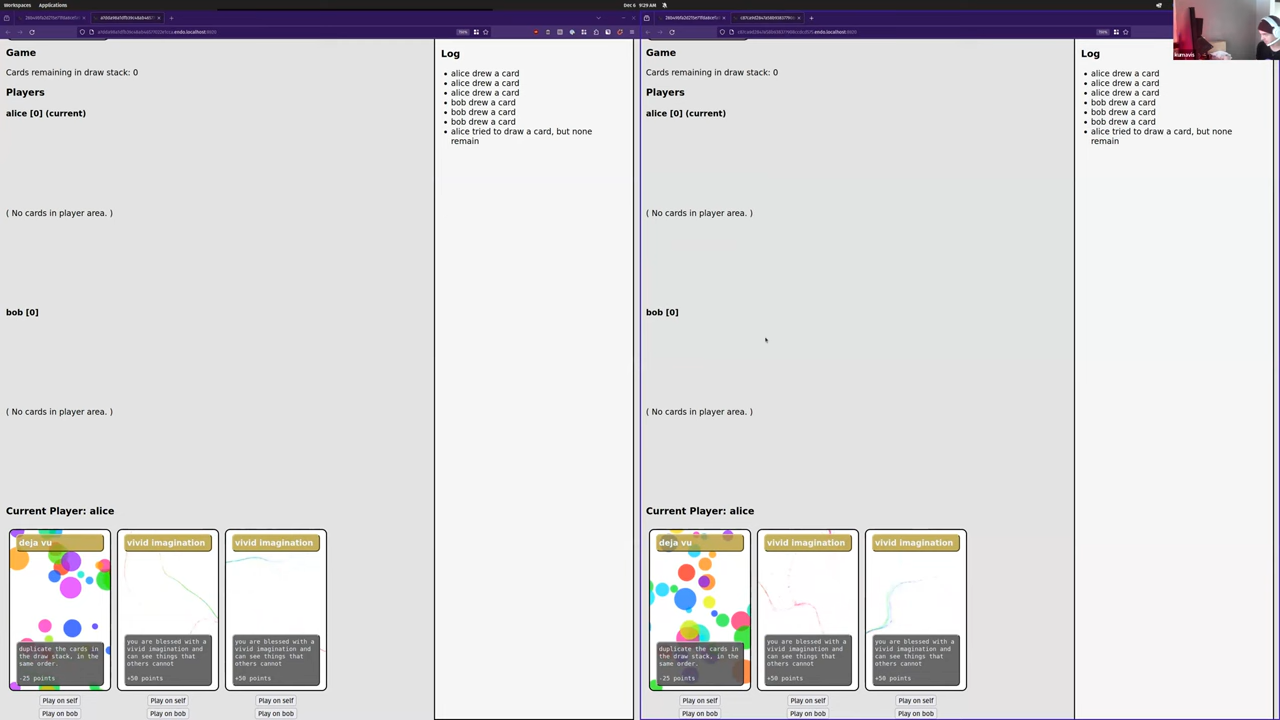 Workspaces Applications
Dec 6 9:29 AM
Game
Cards remaining in draw stack: 0
Players
alice [0] (current)
( No cards in player area. )
bob [0]
( No cards in player area. )
Current Player: alice
deja vu
duplicate the cards in
the draw stack, in the
same order.
-25 points
Play on self
Play on bob
vivid imagination
you are blessed with a
vivid imagination and
can see things that
others cannot
+50 points
Play on self
Play on bob
vivid imagination
you are blessed with a
vivid imagination and
can see things that
others cannot
+50 points
Play on self
Play on bob
Log
• alice drew a card
• alice drew a card
• alice drew a card
• bob drew a card
• bob drew a card
• bob drew a card
• alice tried to draw a card, but none
remain
Game
Cards remaining in draw stack: 0
Players
alice [0] (current)
( No cards in player area. )
bob [0]
( No cards in player area. )
Current Player: alice
deja vu
duplicate the cards in
the draw stack, in the
same order.
-25 points
Play on self
Play on bob
vivid imagination
you are blessed with a
vivid imagination and
can see things that
others cannot
+50 points
Play on self
Play on bob
vivid imagination
you are blessed with a
vivid imagination and
can see things that
others cannot
+50 points
Play on self
Play on bob
Log
• alice drew a card
• alice drew a card
• alice drew a card
• bob drew a card
• bob drew a card
• bob drew a card
• alice tried to draw a card, but none
remain
kumavis